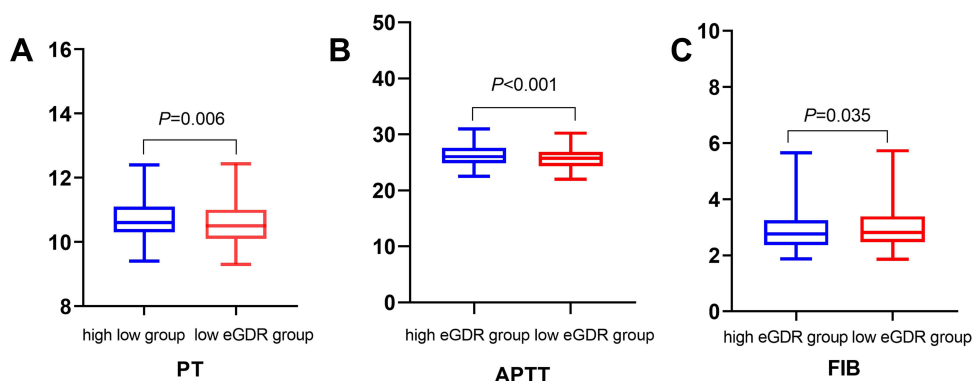 A
16
14
12
10
8
P=0.006
high low group low eGDR group
PT
B
50
40
30
20
10
0
P<0.001
high eGDR group low eGDR group
APTT
C
10
8
6
4
2
0
P=0.035
high eGDR group low eGDR group
FIB